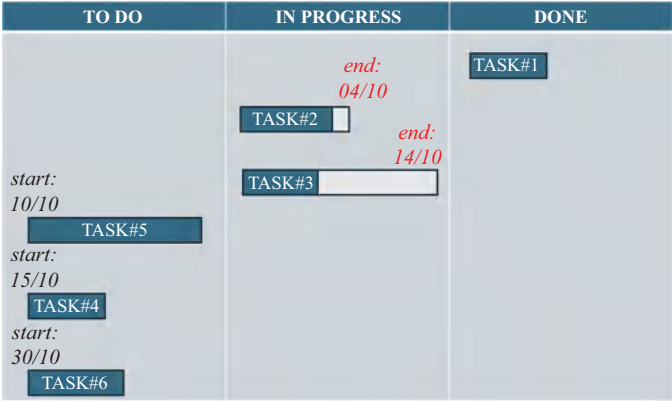 TO DO
IN PROGRESS
DONE
start:
10/10
TASK#5
start:
15/10
TASK#4
start:
30/10
TASK#6
end:
04/10
TASK#2
end:
14/10
TASK#3
TASK#1